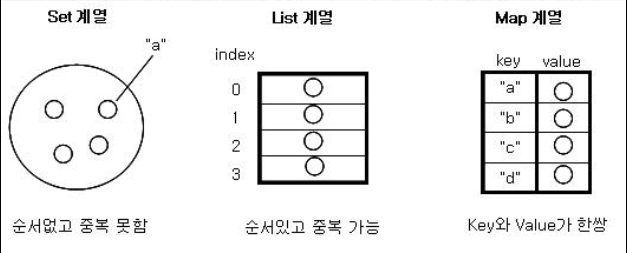 Set 계열
"a"
순서없고 중복 못함
List 계열
index
0
1
2
3
순서있고 중복 가능
Map 계열
key value
"a"
"b"
"c"
"d"
Key와 Value가 한쌍